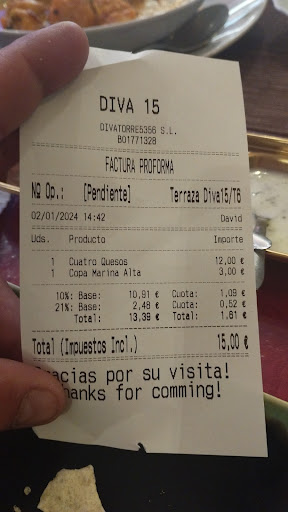 DIVA 15
DIVATORRE5356 S.L.
B01771328
FACTURA PROFORMA
Nº Op.: [Pendiente] Terraza Diva15/T6
02/01/2024 14:42 David
Uds. Producto Importe
1 Cuatro Quesos 12,00 €
1 Copa Marina Alta 3,00 €
10%: Base: 10,91 € Cuota: 1,09 €
21%: Base: 2,48 € Cuota: 0,52 €
Total: 13,39 € Total: 1,61 €
Total (Impuestos Incl.) 15,00 €
Gracias por su visita!
Thanks for comming!